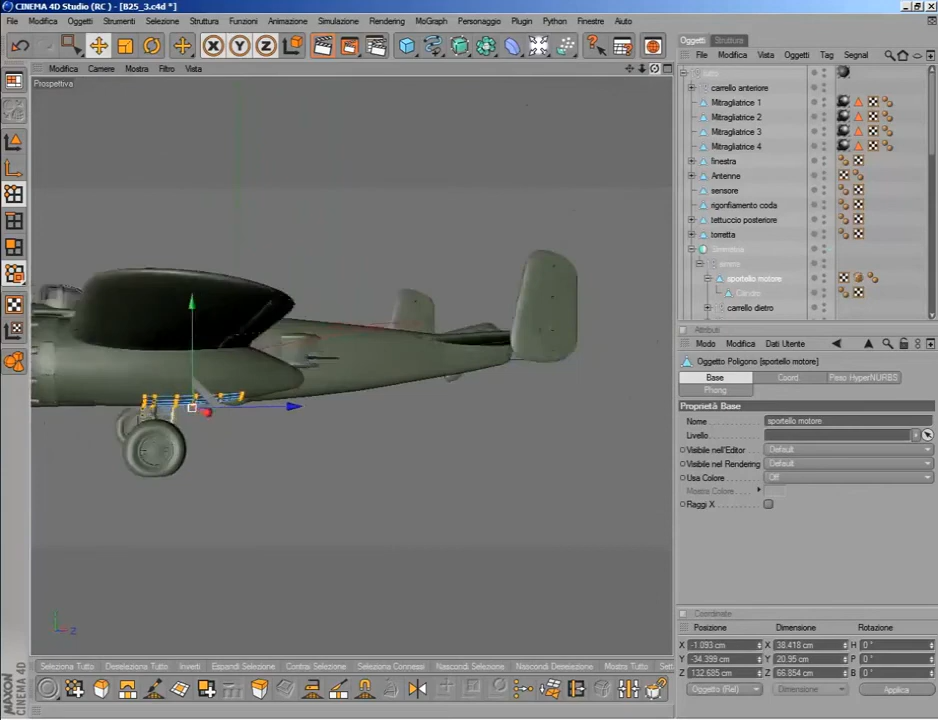 CINEMA 4D Studio (RC) - [B25_3.c4d *]
File Modifica Oggetti Strumenti Selezione Struttura Funzioni Animazione Simulazione Rendering MoGraph Personaggio Plugin Python Finestre Aiuto
Modifica Camere Mostra Filtro Vista
Prospettiva
Oggetti Struttura
File Modifica Vista Oggetti Tag Segnal
carrello anteriore
Mitragliatrice 1
Mitragliatrice 2
Mitragliatrice 3
Mitragliatrice 4
finestra
Antenne
sensore
rigonfiamento coda
tettuccio posteriore
torretta
Simmetria
sportello motore
carrello dietro
Attributi
Modo Modifica Dati Utente
Oggetto Poligono [sportello motore]
Base Coord. Peso HyperNURBS
Phong
Proprietà Base
Nome sportello motore
Livello
Visibile nell'Editor Default
Visibile nel Rendering Default
Usa Colore Off
Mostra Colore
Raggi X
Coordinate
Posizione Dimensione Rotazione
X -1.093 cm X 38.418 cm H 0 °
Y -34.399 cm Y 20.95 cm P 0 °
Z 132.685 cm Z 66.854 cm B 0 °
Oggetto (Rel) Dimensione Applica
Seleziona Tutto Deseleziona Tutto Inverti Espandi Selezione Contrai Selezione Seleziona Connessi Nascondi Selezione Nascondi Deselezione Mostra Tutto
Y
Z
MAXON
CINEMA 4D